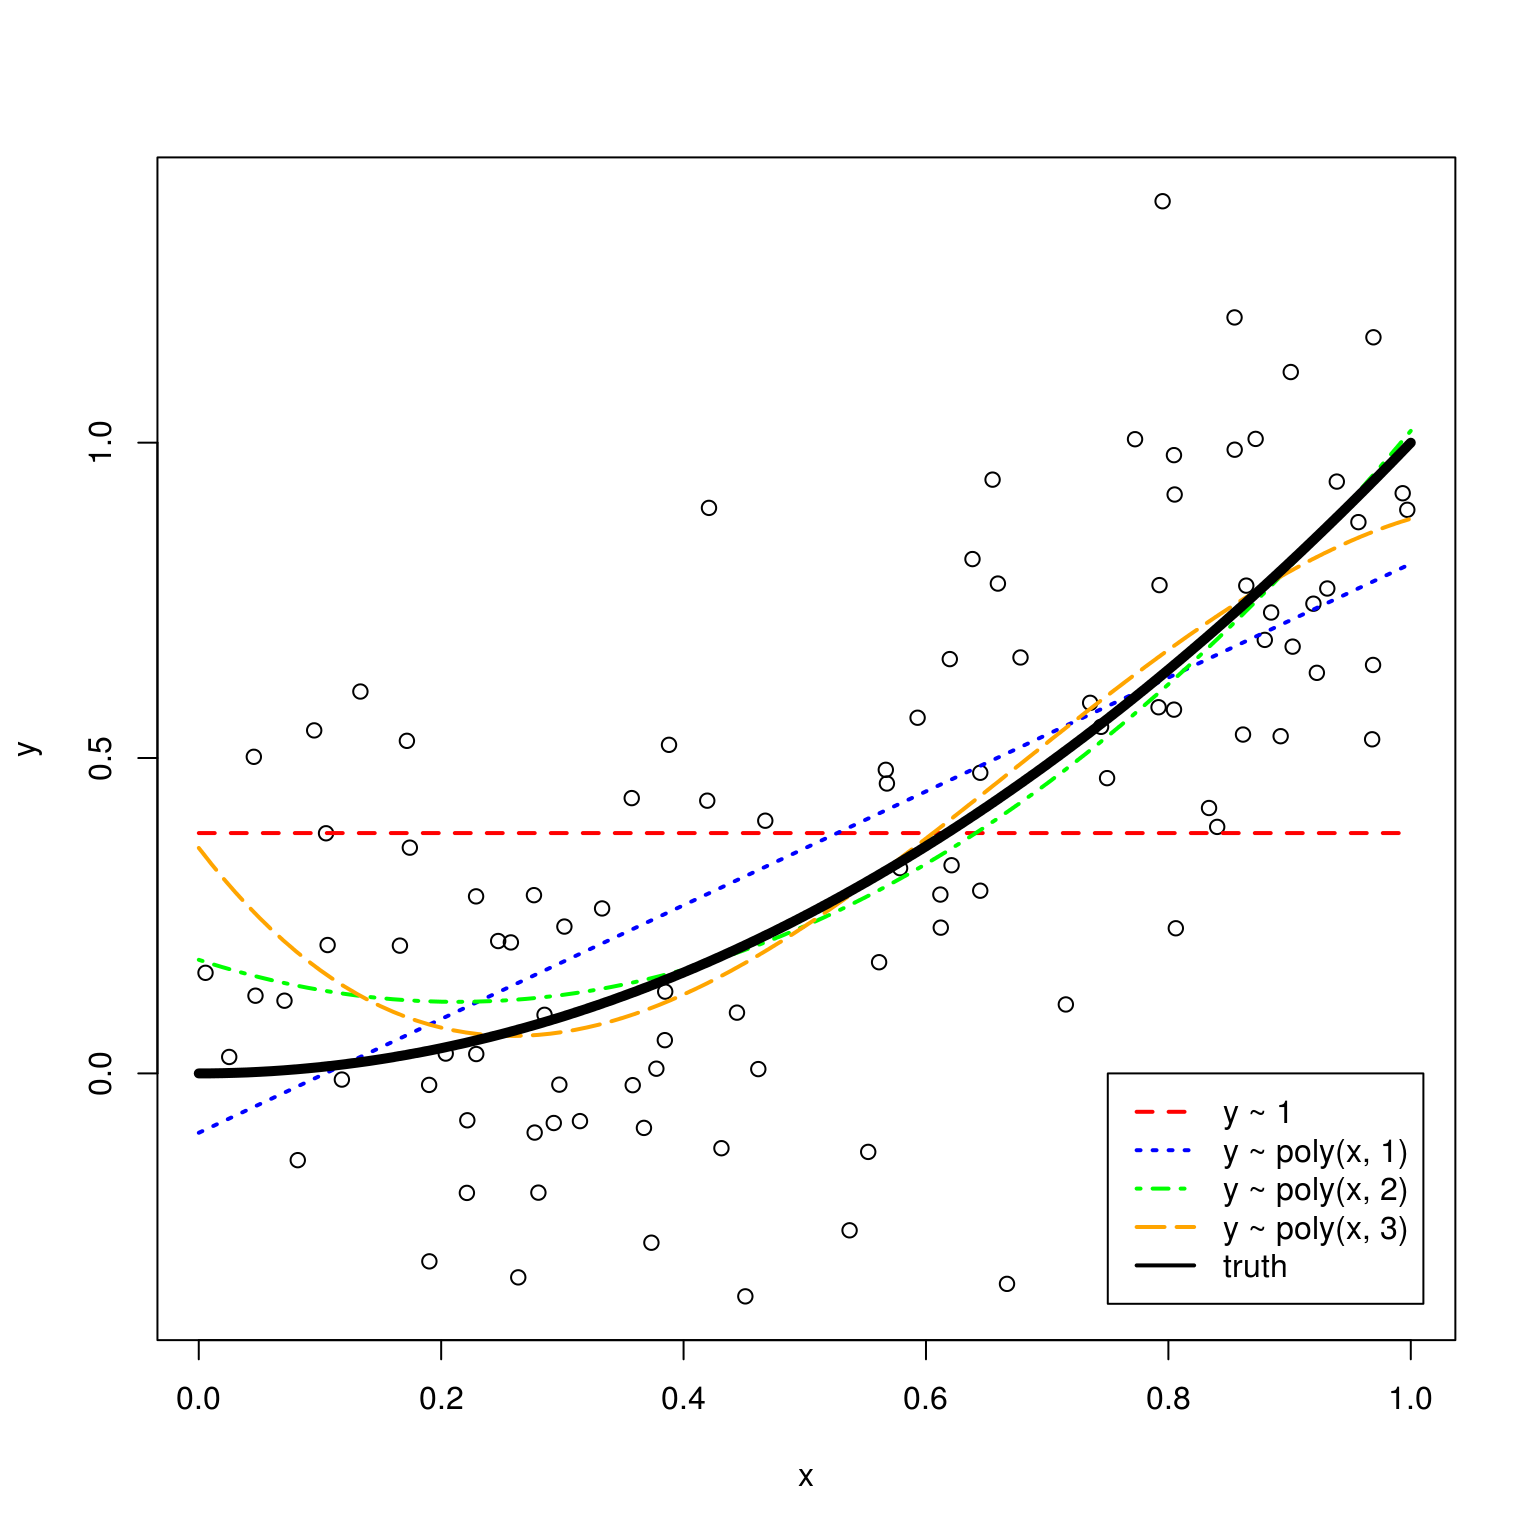 1.0
0.5
0.0
y
y ~ 1
y ~ poly(x, 1)
y ~ poly(x, 2)
y ~ poly(x, 3)
truth
0.0 0.2 0.4 0.6 0.8 1.0
x